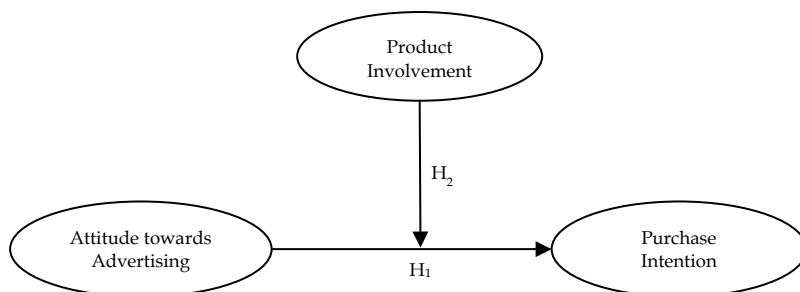 Product
Involvement
H₂
Attitude towards
Advertising
H₁
Purchase
Intention